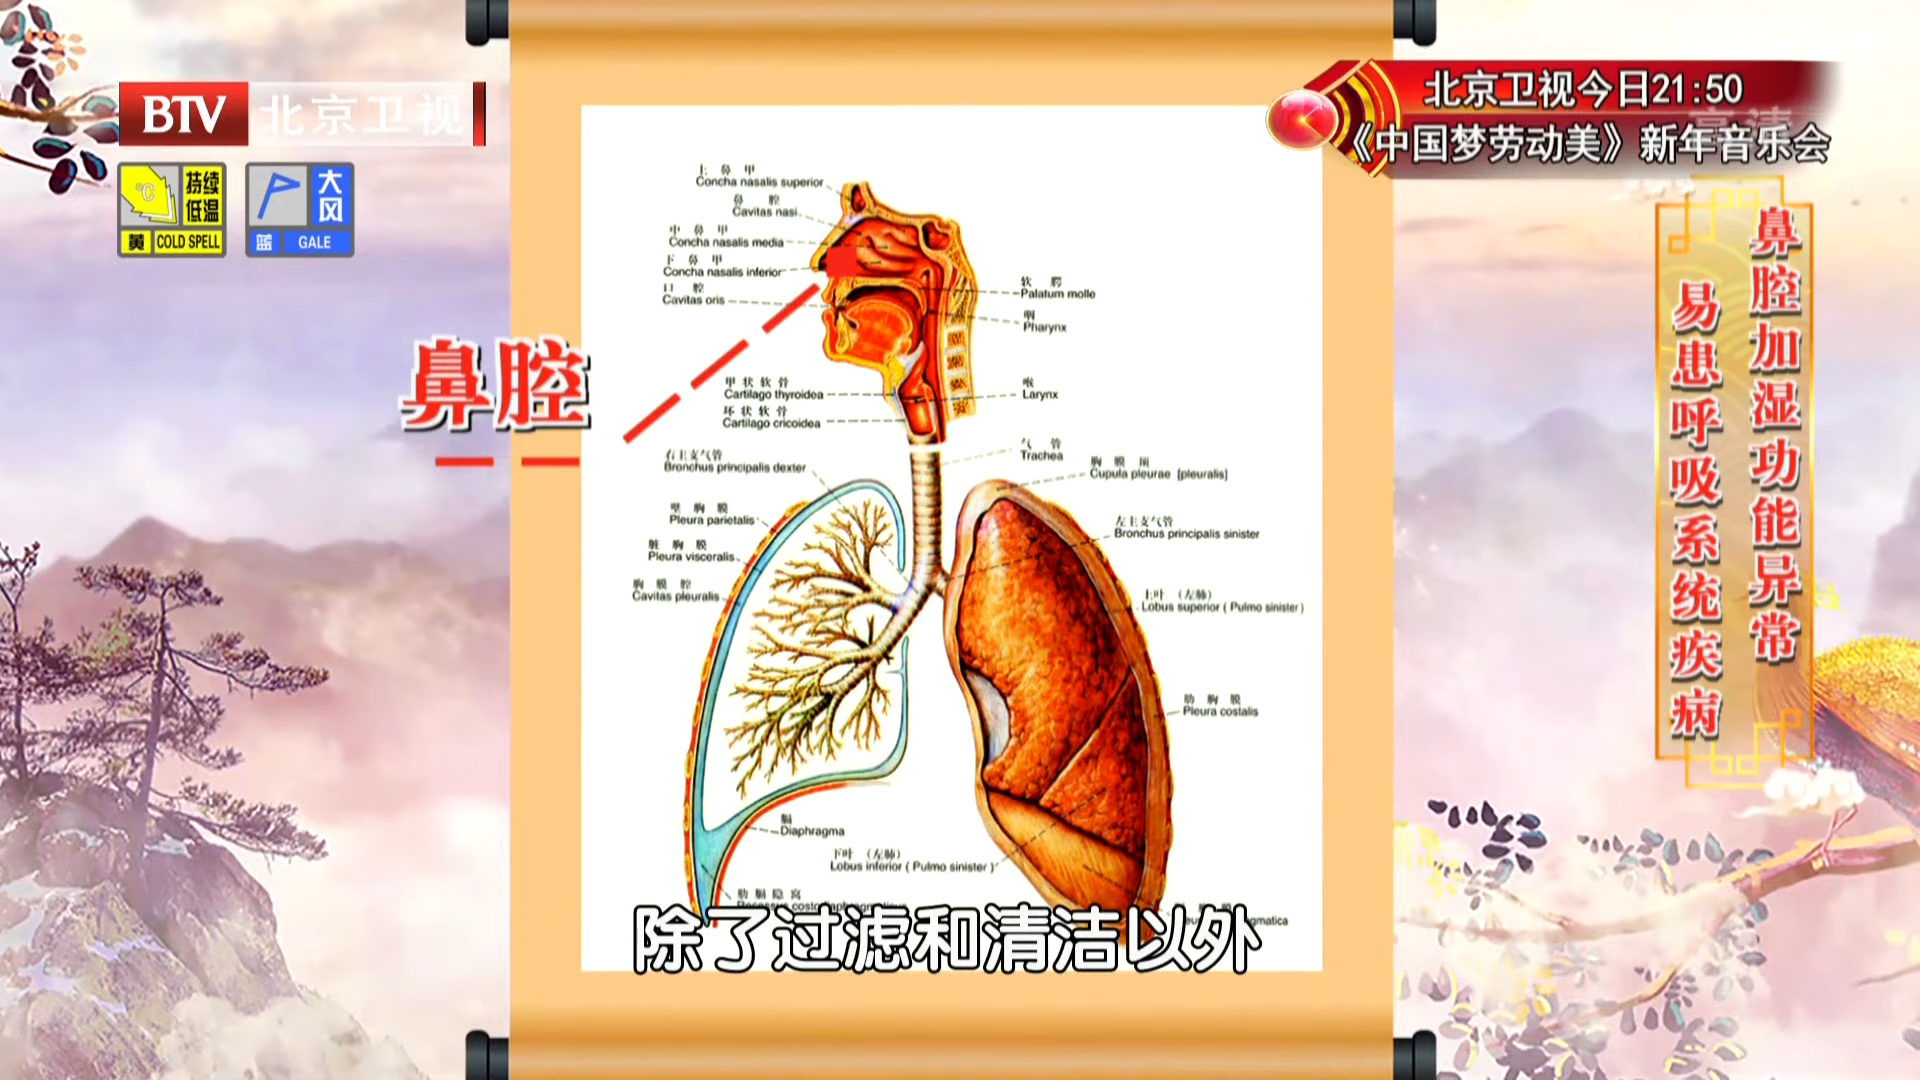 BTV 北京卫视
北京卫视今日21:50
《中国梦劳动美》新年音乐会
℃ 持续低温
黄 COLD SPELL
大风
蓝 GALE
鼻腔加湿功能异常
易患呼吸系统疾病
鼻腔
上鼻甲
Concha nasalis superior
鼻腔
Cavitas nasi
中鼻甲
Concha nasalis media
下鼻甲
Concha nasalis inferior
口腔
Cavitas oris
软腭
Palatum molle
咽
Pharynx
甲状软骨
Cartilago thyroidea
喉
Larynx
环状软骨
Cartilago cricoidea
气管
Trachea
右主支气管
Bronchus principalis dexter
胸膜顶
Cupula pleurae [pleuralis]
壁胸膜
Pleura parietalis
左主支气管
Bronchus principalis sinister
脏胸膜
Pleura visceralis
胸膜腔
Cavitas pleuralis
上叶（左肺）
Lobus superior ( Pulmo sinister )
肋胸膜
Pleura costalis
膈
Diaphragma
下叶（左肺）
Lobus inferior ( Pulmo sinister )
肋膈隐窝
除了过滤和清洁以外